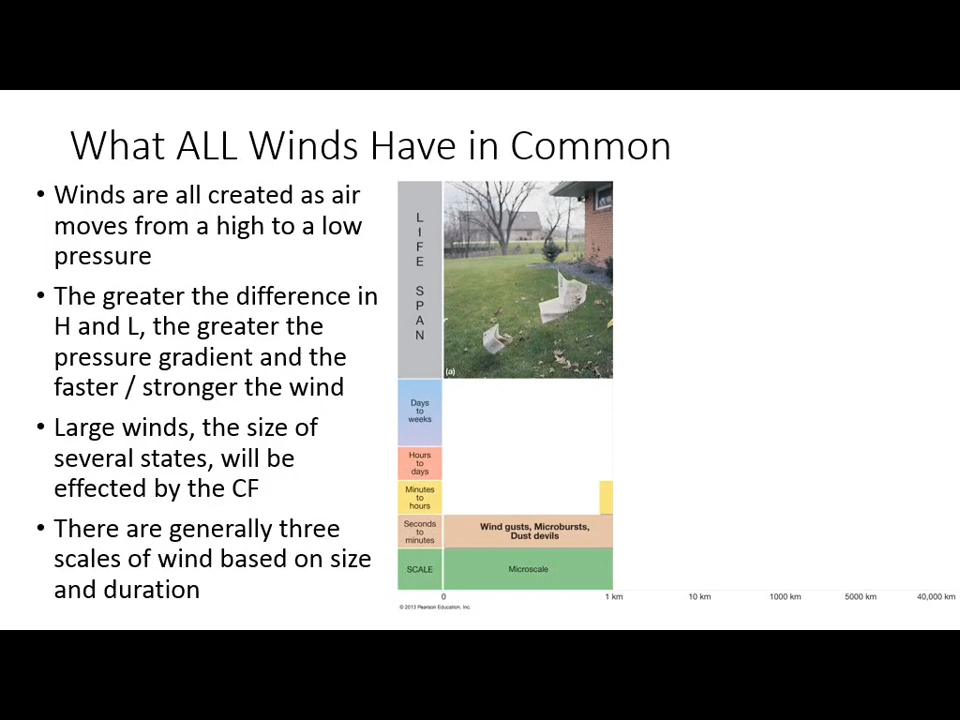 What ALL Winds Have in Common
• Winds are all created as air
moves from a high to a low
pressure
• The greater the difference in
H and L, the greater the
pressure gradient and the
faster / stronger the wind
• Large winds, the size of
several states, will be
effected by the CF
• There are generally three
scales of wind based on size
and duration
L
I
F
E
S
P
A
N
(a)
Days
to
weeks
Hours
to
days
Minutes
to
hours
Seconds
to
minutes
Wind gusts, Microbursts,
Dust devils
SCALE
Microscale
0 1 km 10 km 1000 km 5000 km 40,000 km
© 2013 Pearson Education, Inc.